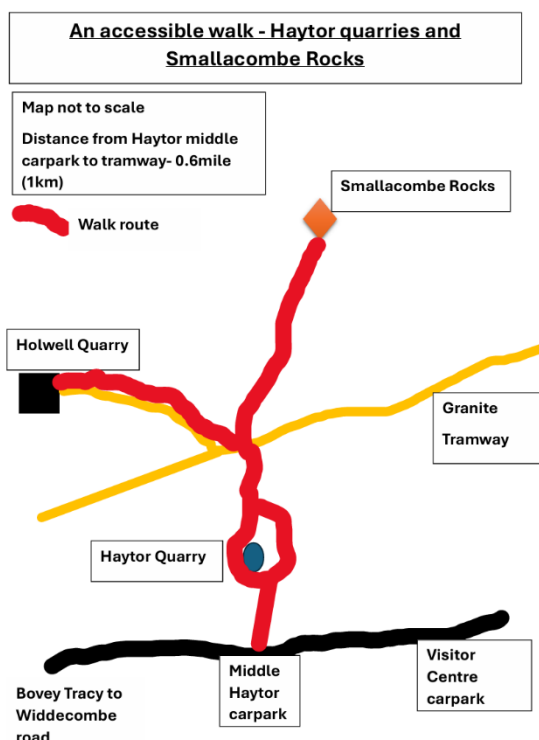 An accessible walk - Haytor quarries and
Smallacombe Rocks
Map not to scale
Distance from Haytor middle
carpark to tramway- 0.6mile
(1km)
Walk route
Smallacombe Rocks
Holwell Quarry
Granite
Tramway
Haytor Quarry
Middle
Haytor
carpark
Visitor
Centre
carpark
Bovey Tracy to
Widdecombe
road